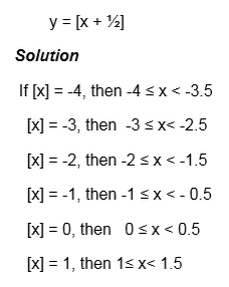 y = [x + ½]
Solution
If [x] = -4, then -4 ≤ x < -3.5
[x] = -3, then -3 ≤ x< -2.5
[x] = -2, then -2 ≤ x < -1.5
[x] = -1, then -1 ≤ x < - 0.5
[x] = 0, then 0 ≤ x < 0.5
[x] = 1, then 1≤ x< 1.5